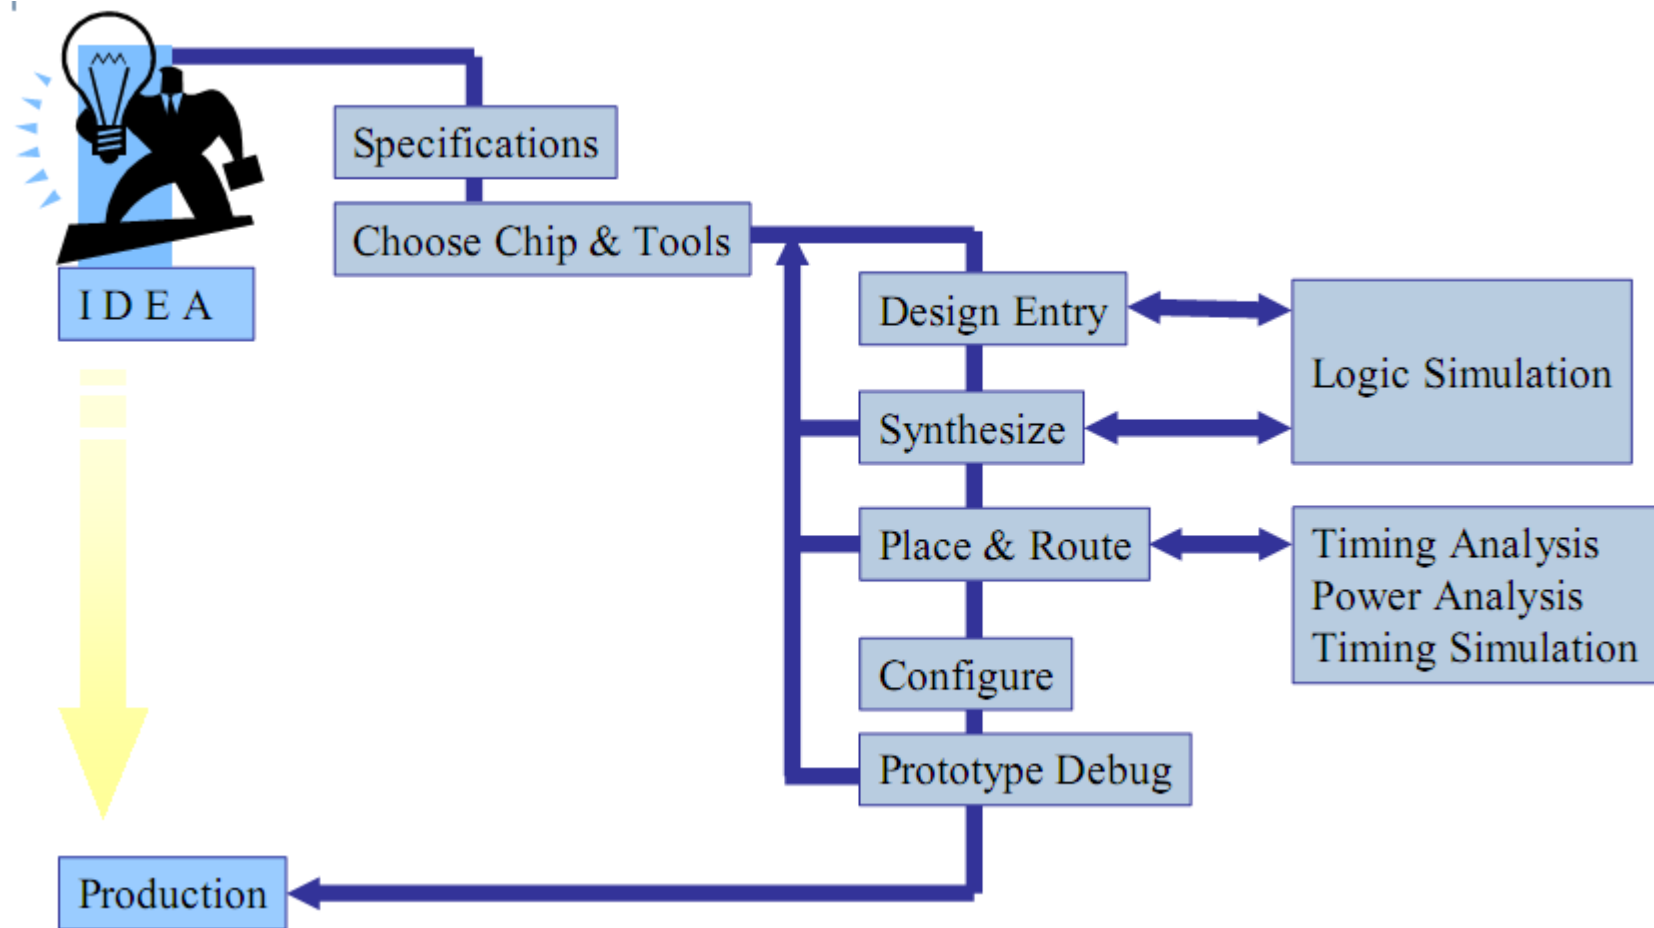 I D E A
Specifications
Choose Chip & Tools
Design Entry
Logic Simulation
Synthesize
Place & Route
Timing Analysis
Power Analysis
Timing Simulation
Configure
Prototype Debug
Production